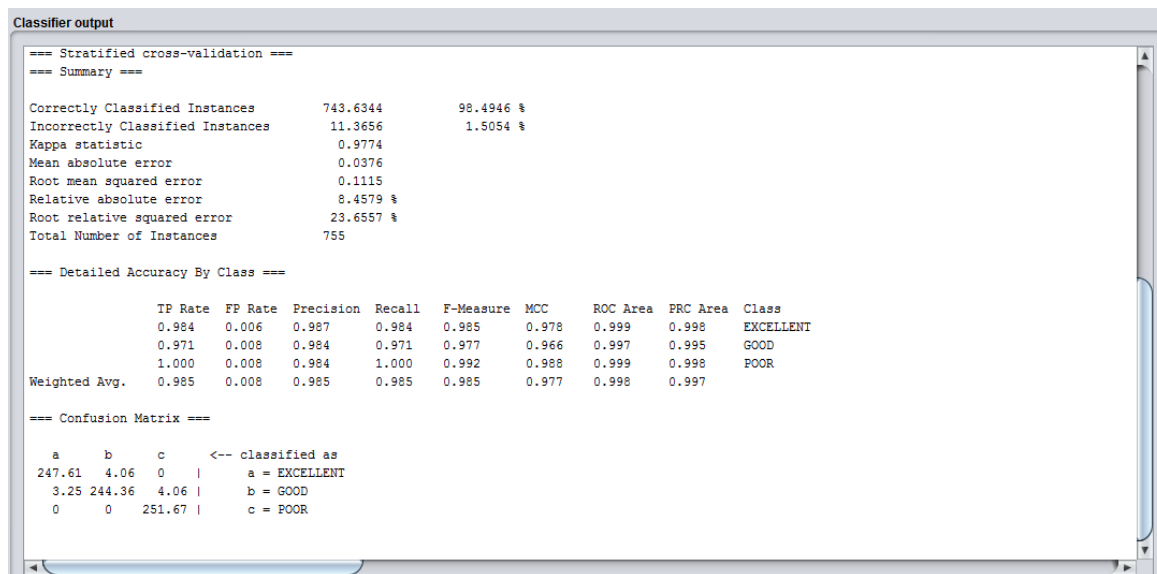 Classifier output
=== Stratified cross-validation ===
=== Summary ===
Correctly Classified Instances 743.6344 98.4946 %
Incorrectly Classified Instances 11.3656 1.5054 %
Kappa statistic 0.9774
Mean absolute error 0.0376
Root mean squared error 0.1115
Relative absolute error 8.4579 %
Root relative squared error 23.6557 %
Total Number of Instances 755
=== Detailed Accuracy By Class ===
TP Rate FP Rate Precision Recall F-Measure MCC ROC Area PRC Area Class
0.984 0.006 0.987 0.984 0.985 0.978 0.999 0.998 EXCELLENT
0.971 0.008 0.984 0.971 0.977 0.966 0.997 0.995 GOOD
1.000 0.008 0.984 1.000 0.992 0.988 0.999 0.998 POOR
Weighted Avg. 0.985 0.008 0.985 0.985 0.985 0.977 0.998 0.997
=== Confusion Matrix ===
a b c <-- classified as
247.61 4.06 0 | a = EXCELLENT
3.25 244.36 4.06 | b = GOOD
0 0 251.67 | c = POOR